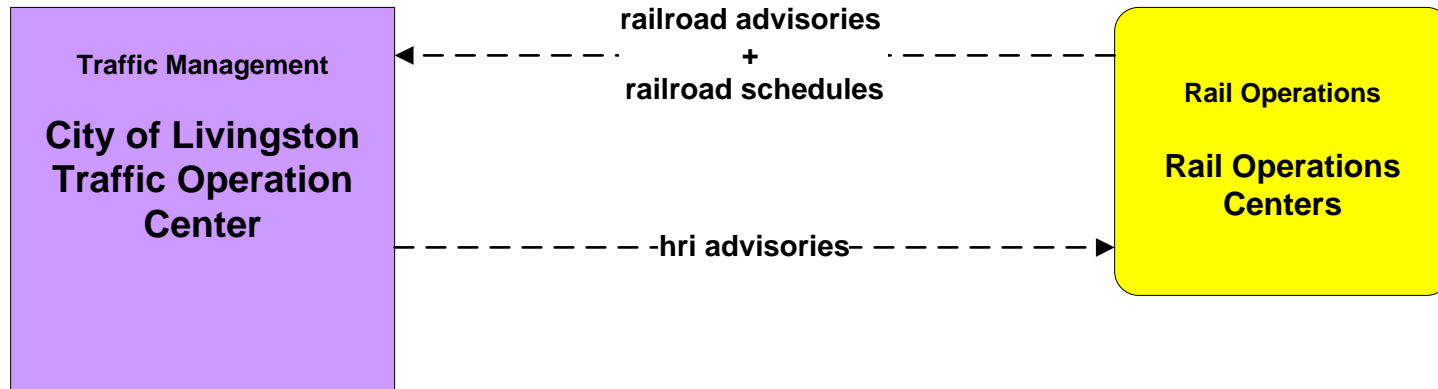 Traffic Management
City of Livingston
Traffic Operation
Center
railroad advisories
+
railroad schedules
hri advisories
Rail Operations
Rail Operations
Centers